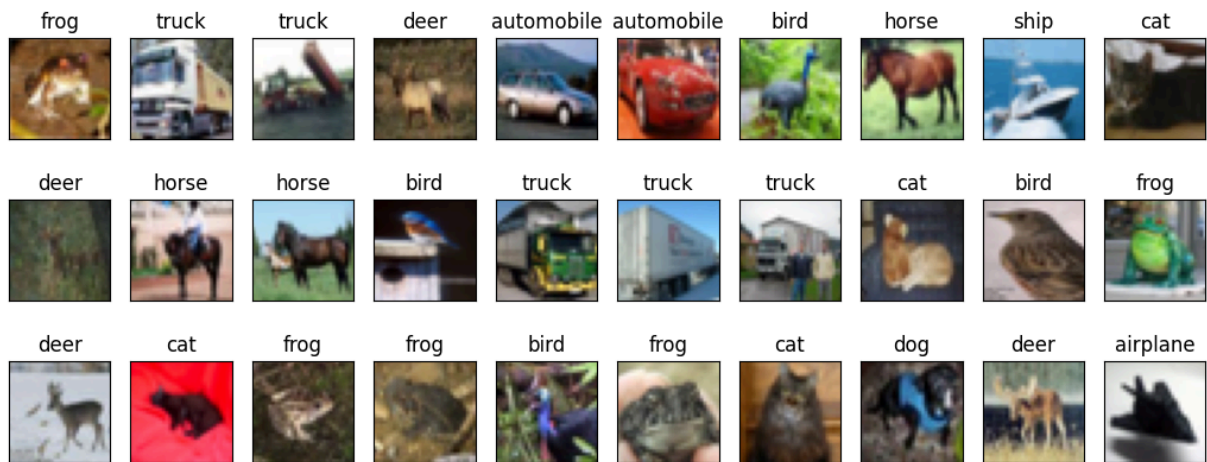 frog truck truck deer automobile automobile bird horse ship cat
deer horse horse bird truck truck truck cat bird frog
deer cat frog frog bird frog cat dog deer airplane